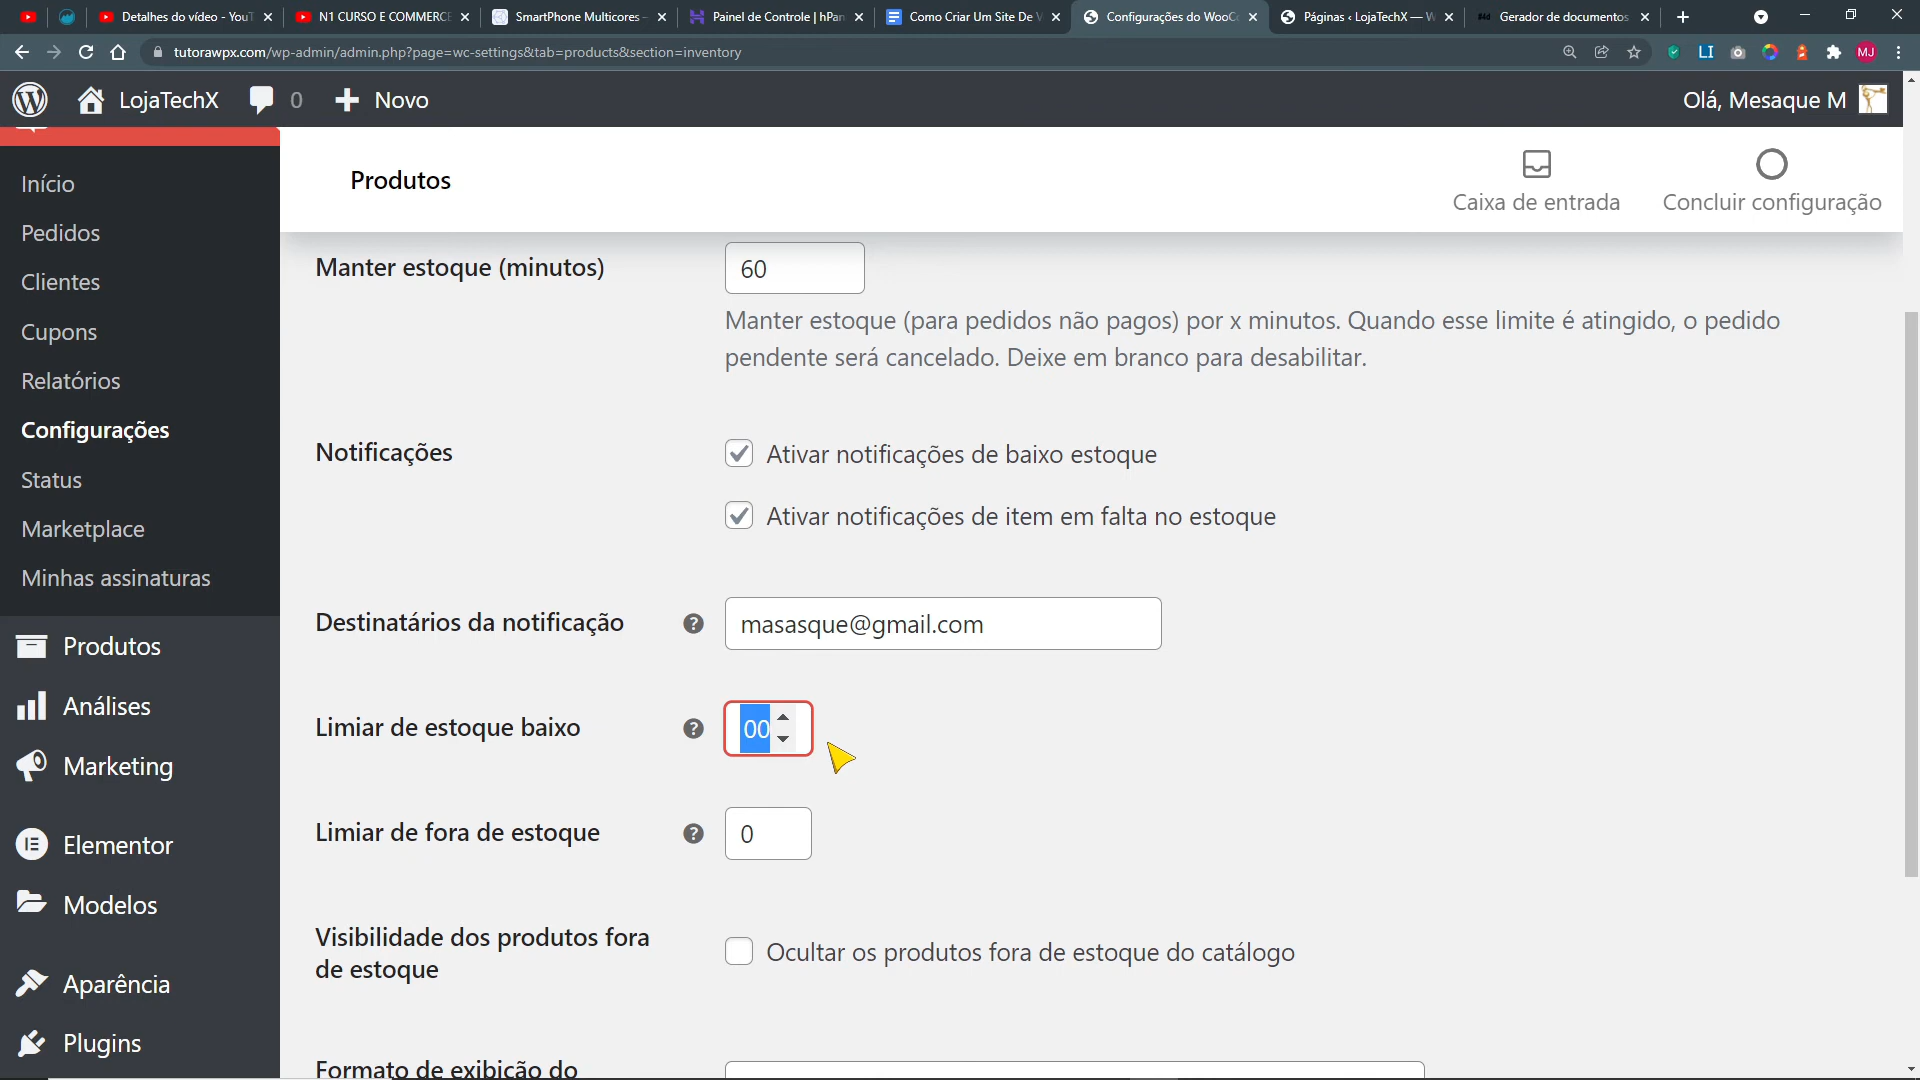 Detalhes do vídeo - YouT
N1 CURSO E COMMERCE
SmartPhone Multicores -
Painel de Controle | hPan
Como Criar Um Site De V
Configurações do WooCo
Páginas ‹ LojaTechX — W
Gerador de documentos
tutorawpx.com/wp-admin/admin.php?page=wc-settings&tab=products&section=inventory
LI
MJ
LojaTechX
0
Novo
Olá, Mesaque M
Início
Pedidos
Clientes
Cupons
Relatórios
Configurações
Status
Marketplace
Minhas assinaturas
Produtos
Análises
Marketing
Elementor
Modelos
Aparência
Plugins
Produtos
Caixa de entrada
Concluir configuração
Manter estoque (minutos)
60
Manter estoque (para pedidos não pagos) por x minutos. Quando esse limite é atingido, o pedido
pendente será cancelado. Deixe em branco para desabilitar.
Notificações
Ativar notificações de baixo estoque
Ativar notificações de item em falta no estoque
Destinatários da notificação
masasque@gmail.com
Limiar de estoque baixo
00
Limiar de fora de estoque
0
Visibilidade dos produtos fora
de estoque
Ocultar os produtos fora de estoque do catálogo
Formato de exibição do